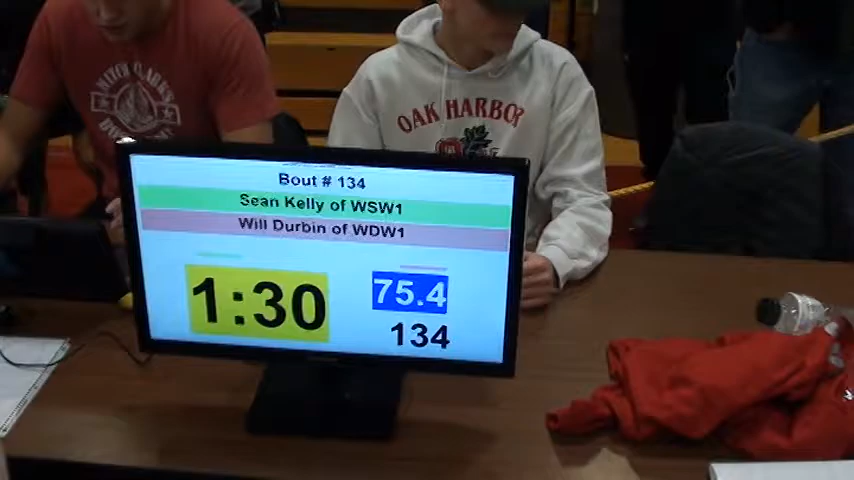 OAK HARBOR
Bout # 134
Sean Kelly of WSW1
Will Durbin of WDW1
1:30
75.4
134